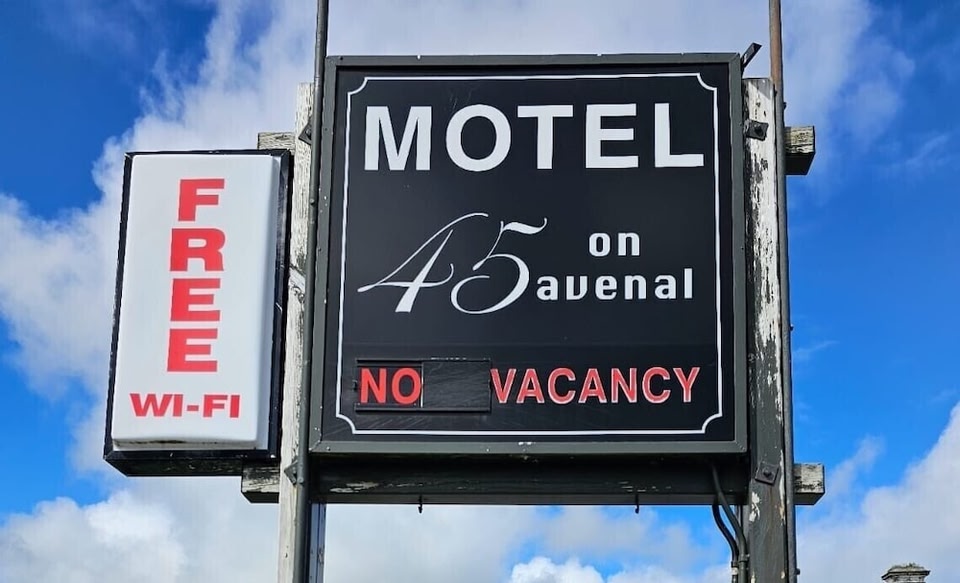 FREE
WI-FI
MOTEL
45 on
avenal
NO VACANCY